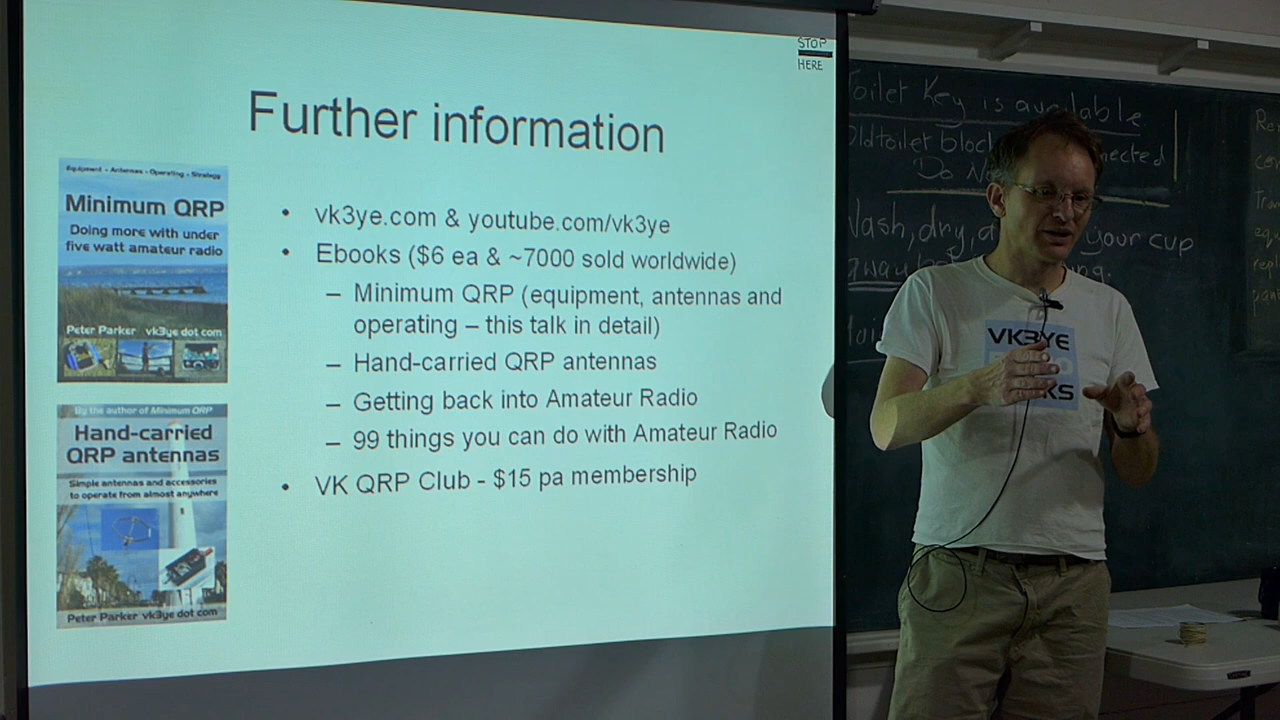 STOP
HERE
Further information
• vk3ye.com & youtube.com/vk3ye
• Ebooks ($6 ea & ~7000 sold worldwide)
– Minimum QRP (equipment, antennas and
operating – this talk in detail)
– Hand-carried QRP antennas
– Getting back into Amateur Radio
– 99 things you can do with Amateur Radio
• VK QRP Club - $15 pa membership
Equipment - Antennas - Operating - Strategy
Minimum QRP
Doing more with under
five watt amateur radio
Peter Parker vk3ye dot com
By the author of Minimum QRP
Hand-carried
QRP antennas
Simple antennas and accessories
to operate from almost anywhere
Peter Parker vk3ye dot com
Toilet Key is available.
Old toilet block
Do
Wash, dry, your cup
VK3YE